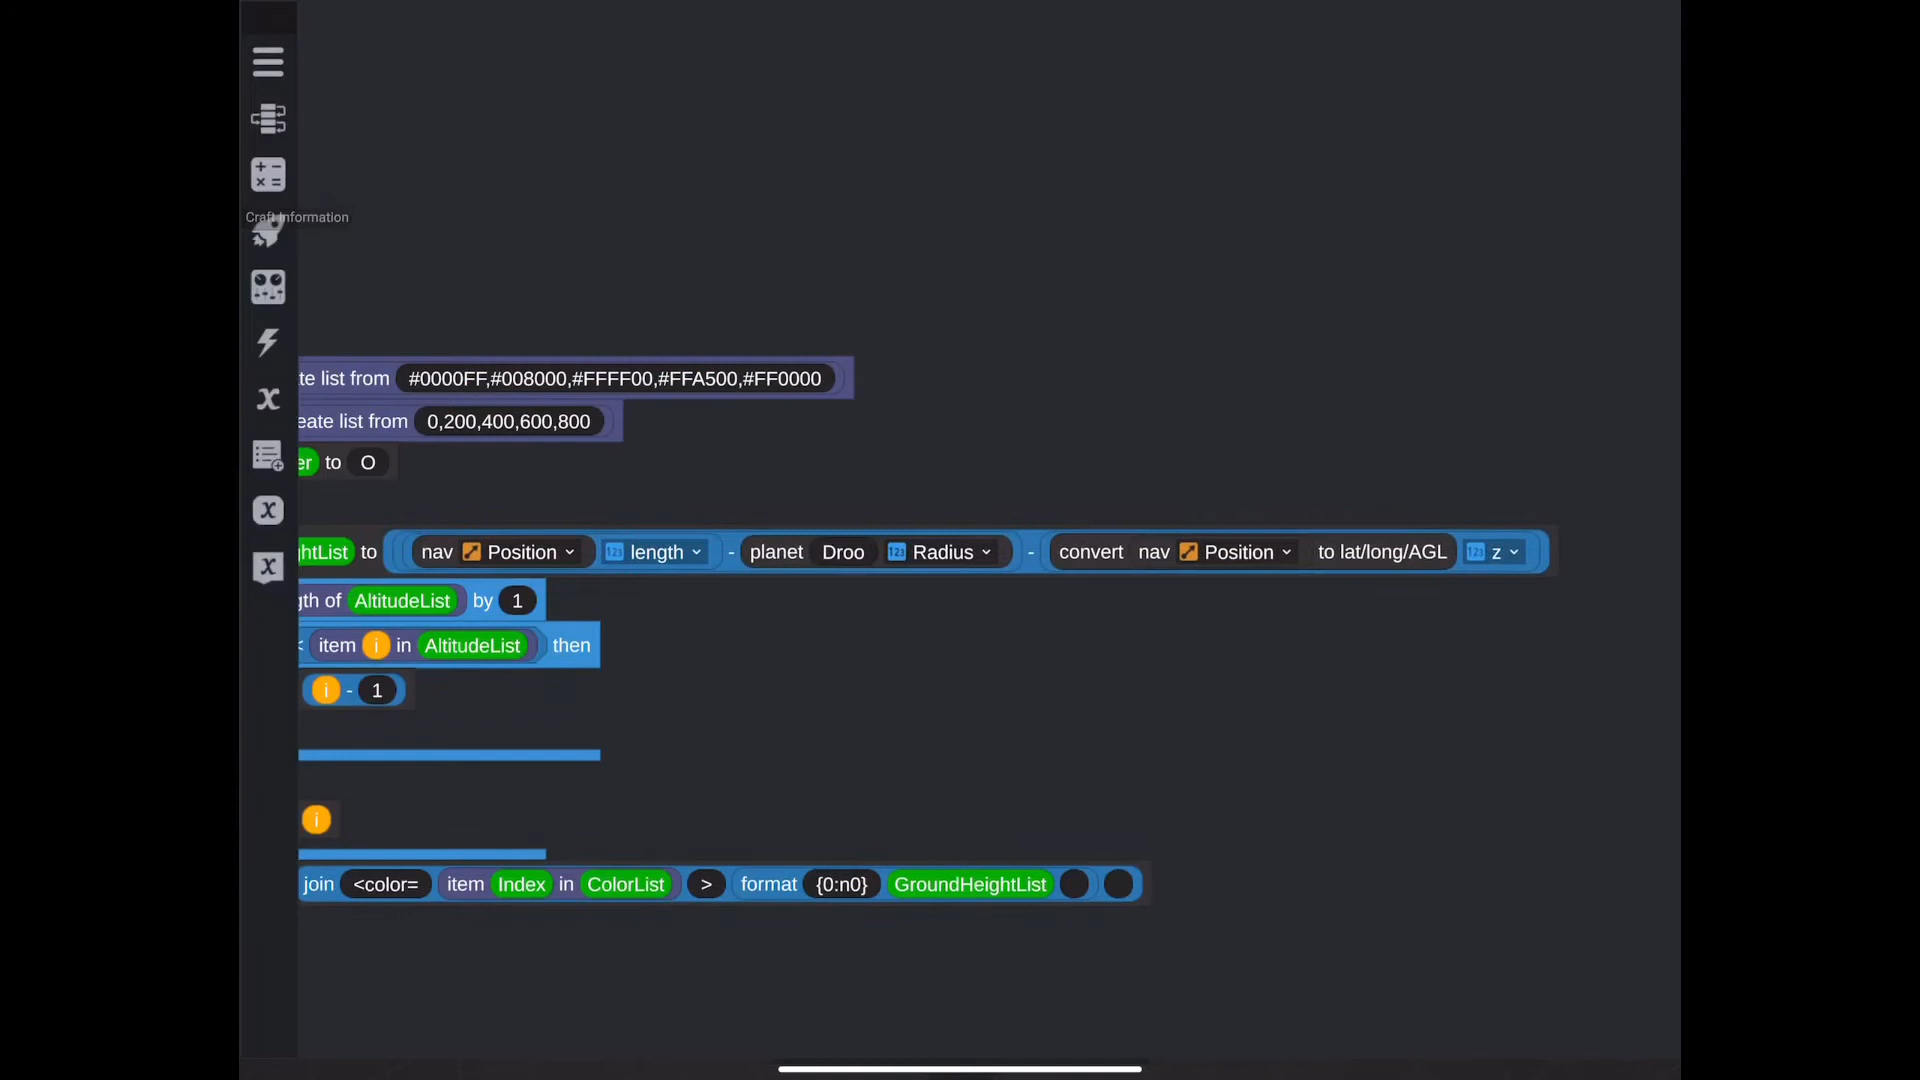 Craft Information
te list from #0000FF,#008000,#FFFF00,#FFA500,#FF0000
eate list from 0,200,400,600,800
er to O
htList to nav Position length - planet Droo Radius - convert nav Position to lat/long/AGL z
gth of AltitudeList by 1
< item i in AltitudeList then
i - 1
i
join <color= item Index in ColorList > format {0:n0} GroundHeightList